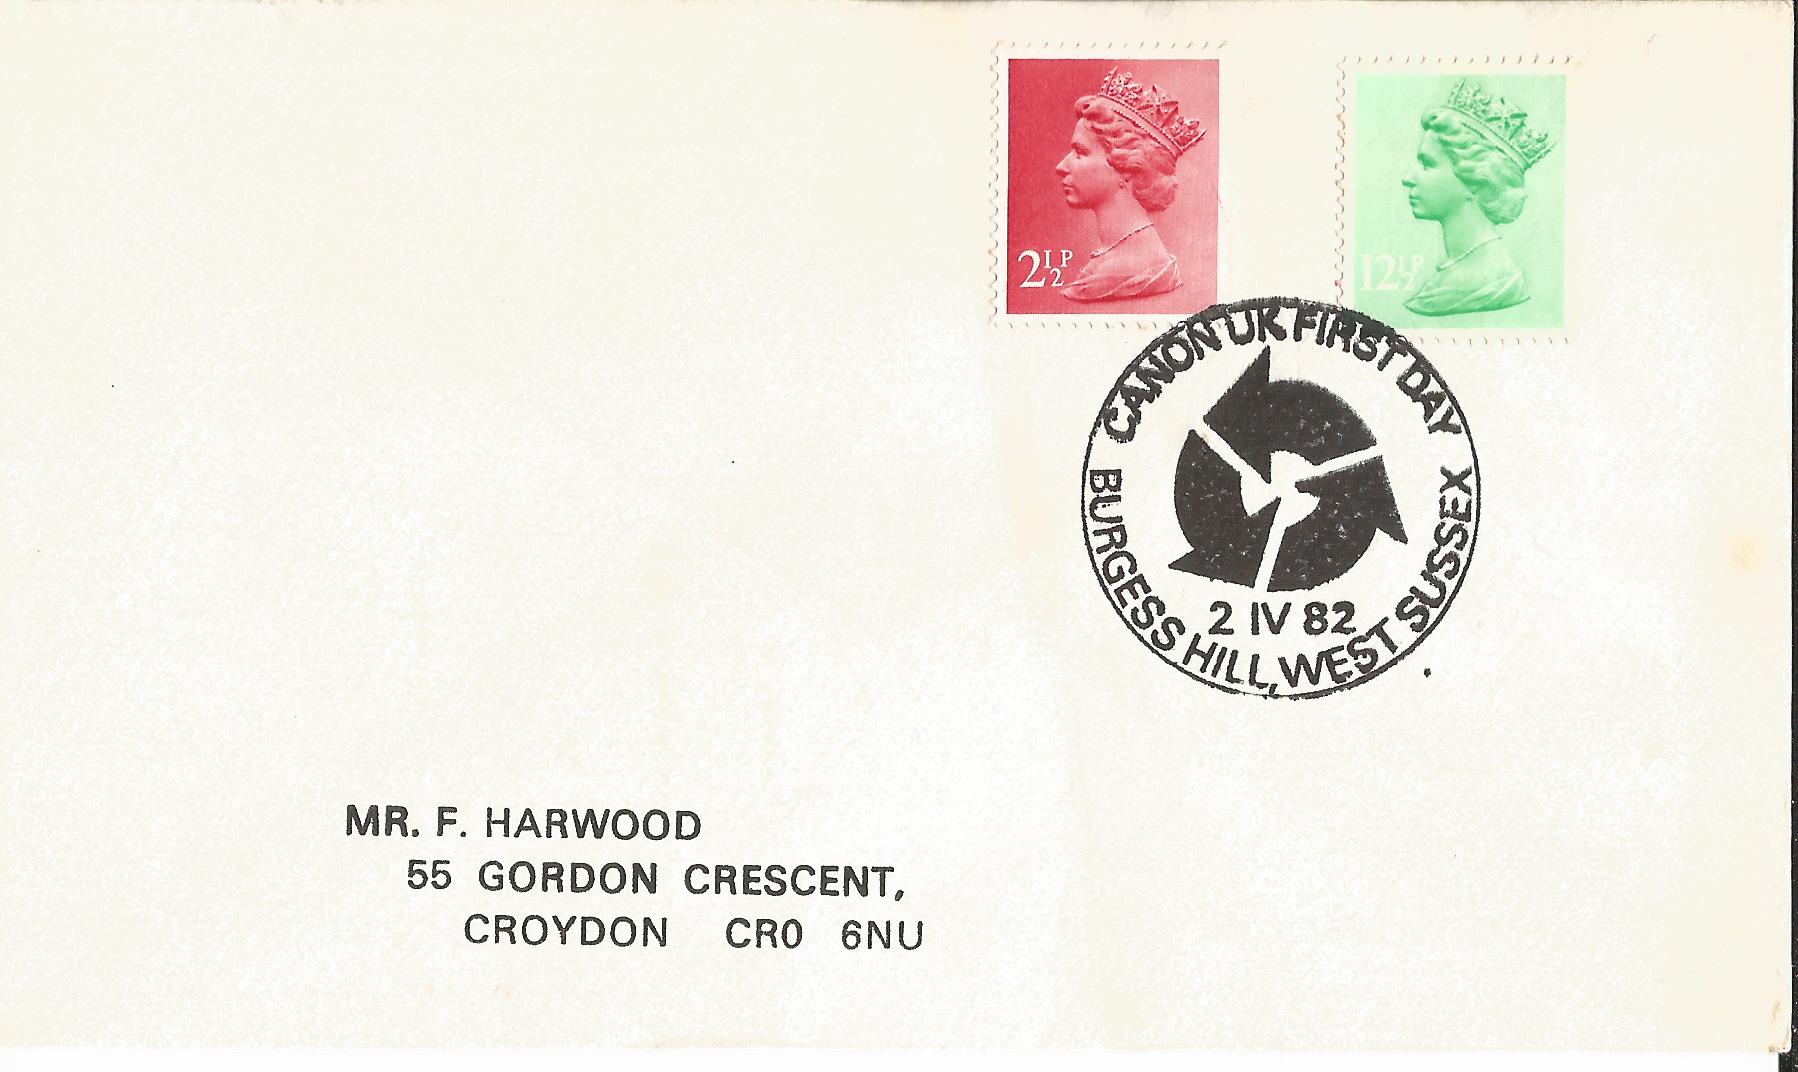 2½P
12½P
CANON UK FIRST DAY
2 IV 82
BURGESS HILL, WEST SUSSEX
MR. F. HARWOOD
55 GORDON CRESCENT,
CROYDON CR0 6NU